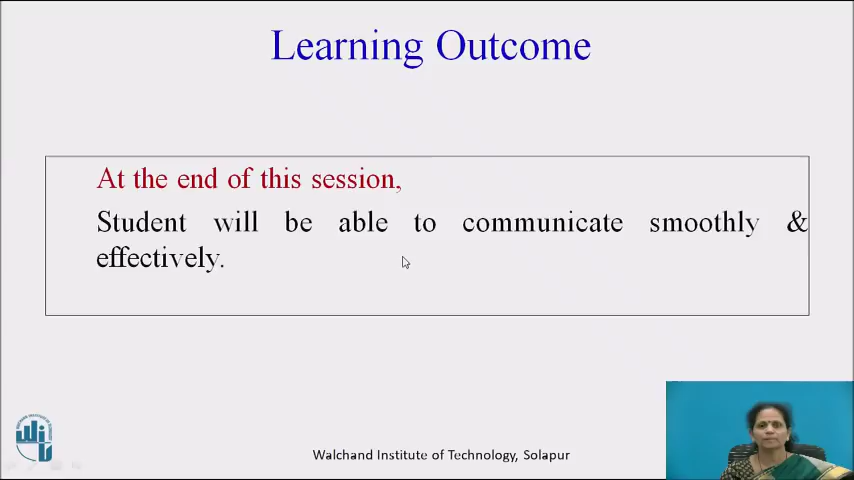 Learning Outcome
At the end of this session,
Student will be able to communicate smoothly &
effectively.
Walchand Institute of Technology, Solapur